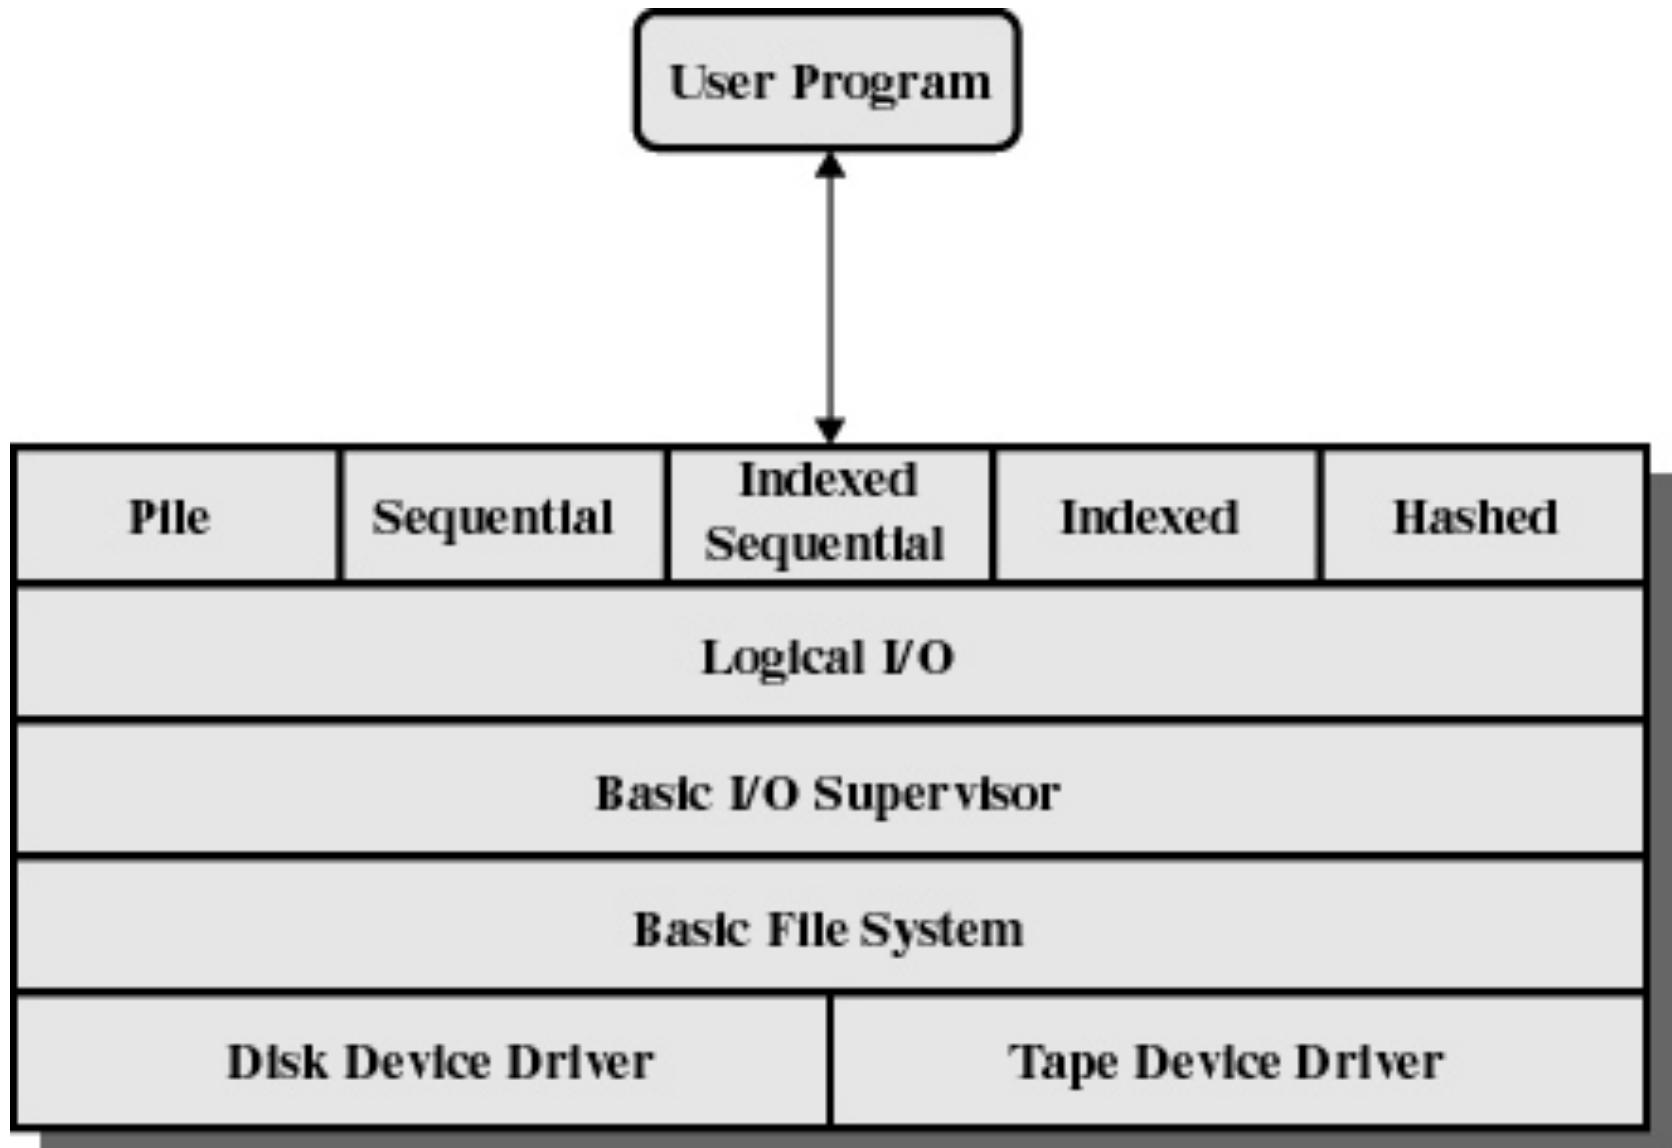 User Program
Pile
Sequential
Indexed
Sequential
Indexed
Hashed
Logical I/O
Basic I/O Supervisor
Basic File System
Disk Device Driver
Tape Device Driver